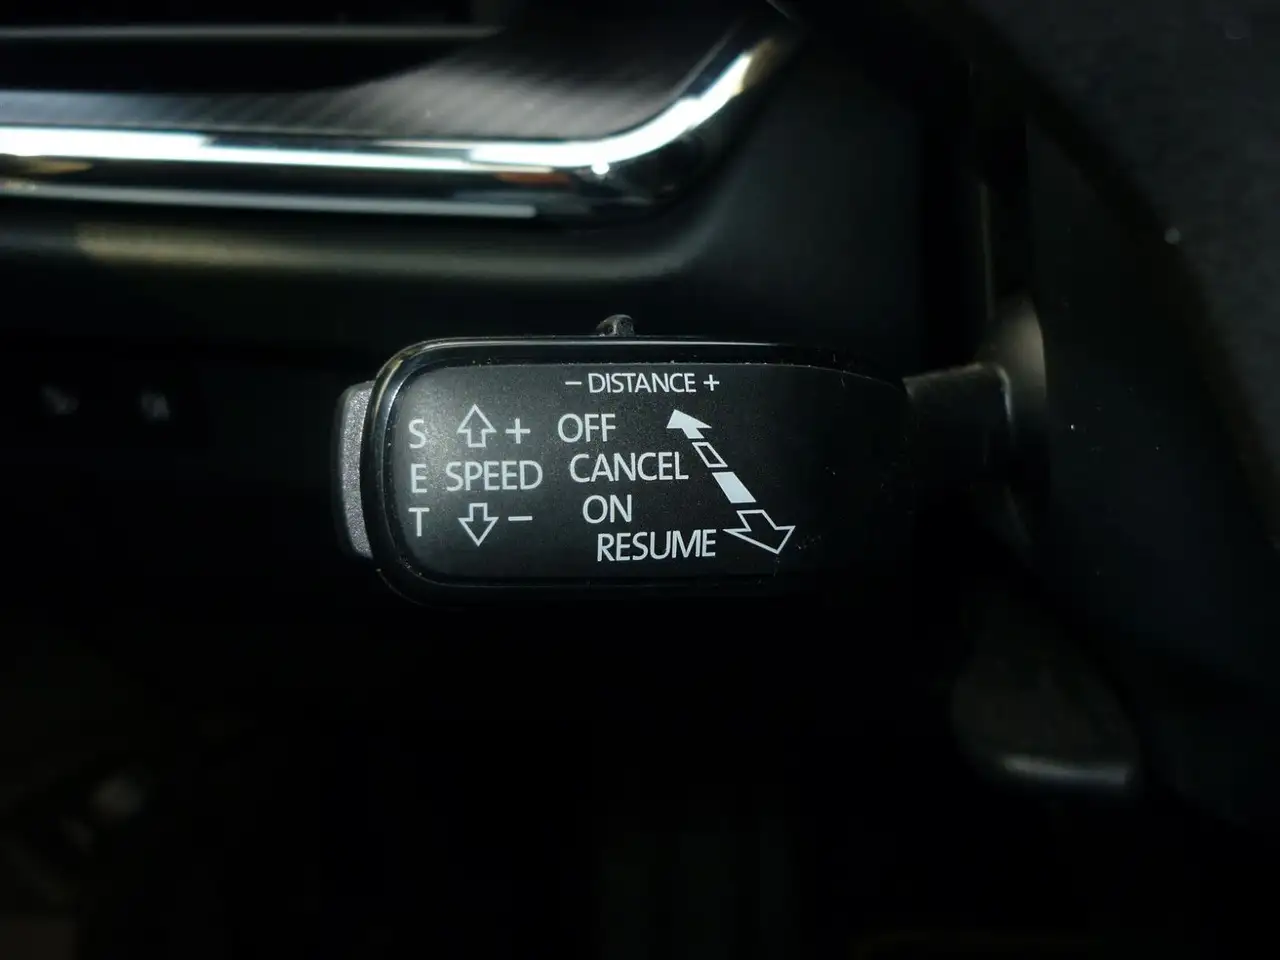 − DISTANCE +
S
E
T
+
SPEED
−
OFF
CANCEL
ON
RESUME